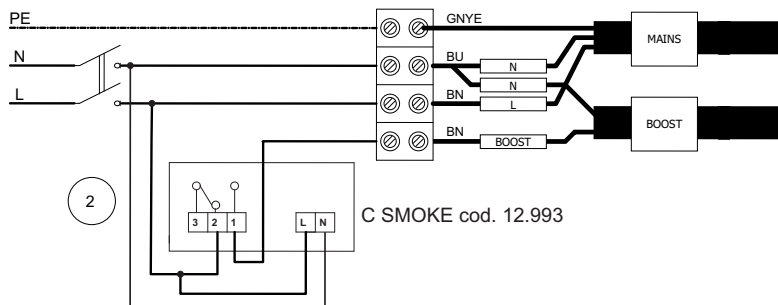 PE
GNYE
MAINS
N
BU
N
N
L
BN
L
BN
BOOST
BOOST
2
3 2 1
L N
C SMOKE cod. 12.993